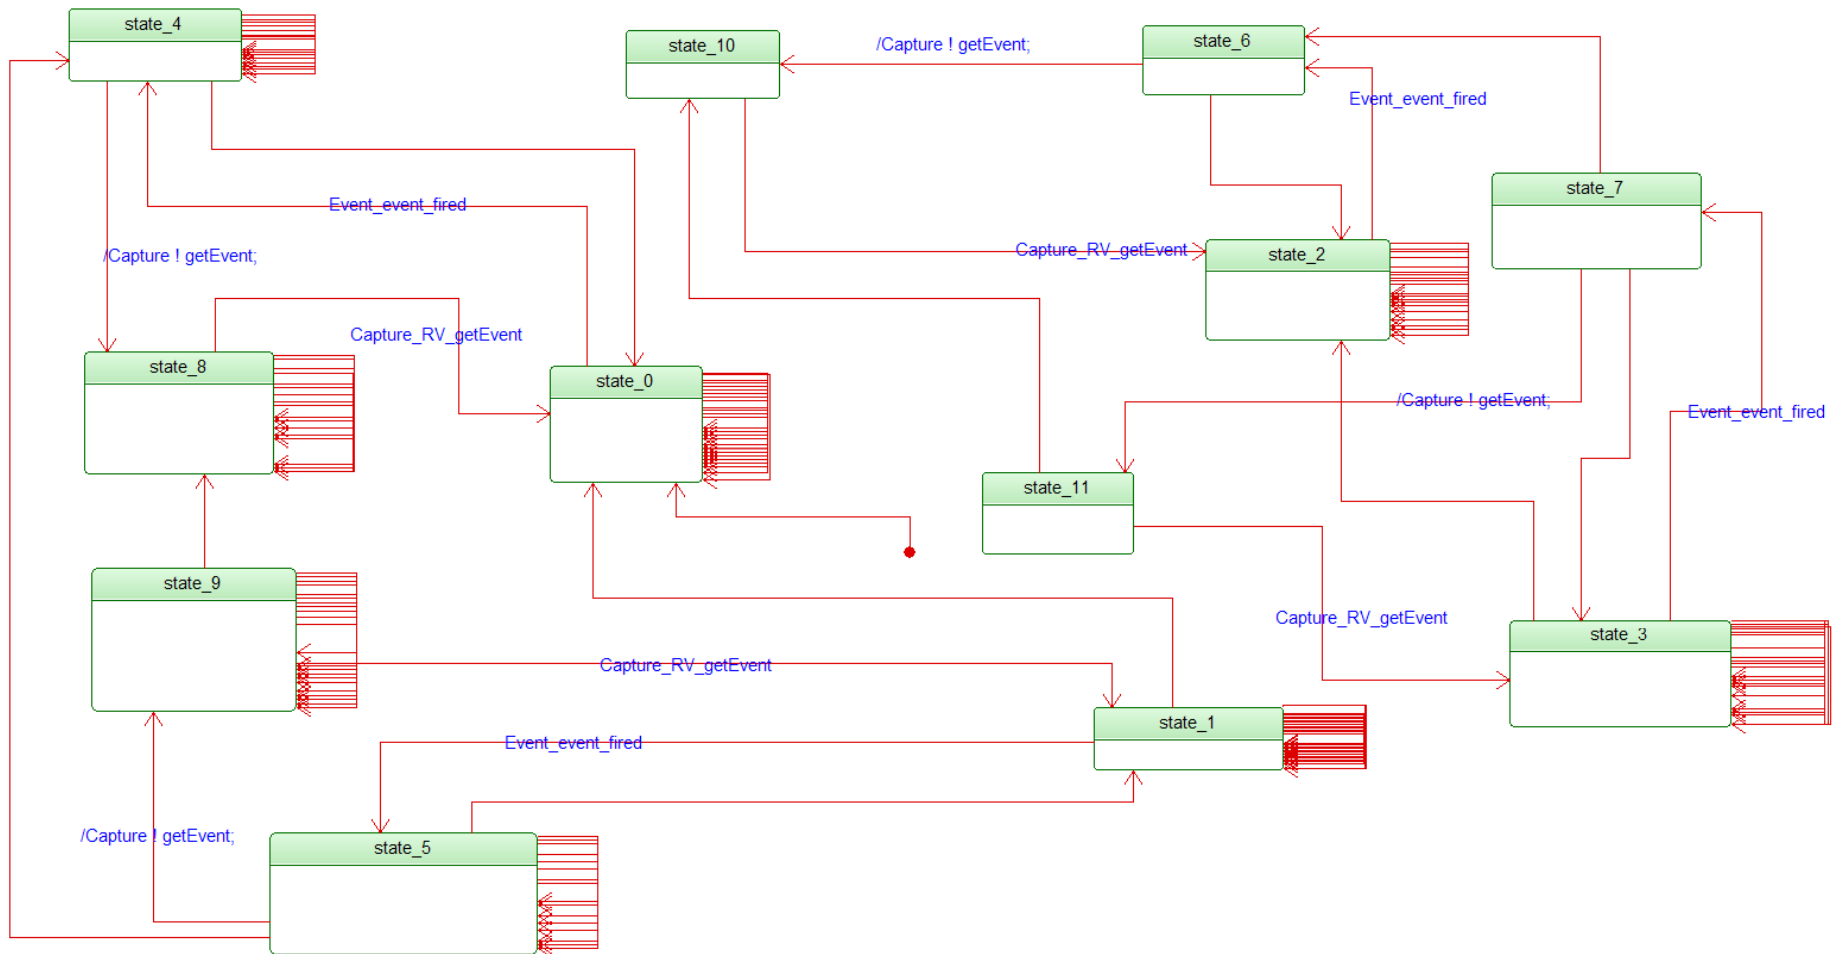 state_4
state_10
/Capture ! getEvent;
state_6
Event_event_fired
state_7
Event_event_fired
/Capture ! getEvent;
Capture_RV_getEvent
state_2
Capture_RV_getEvent
state_8
state_0
/Capture ! getEvent;
Event_event_fired
state_11
state_9
Capture_RV_getEvent
state_3
Capture_RV_getEvent
state_1
Event_event_fired
/Capture ! getEvent;
state_5